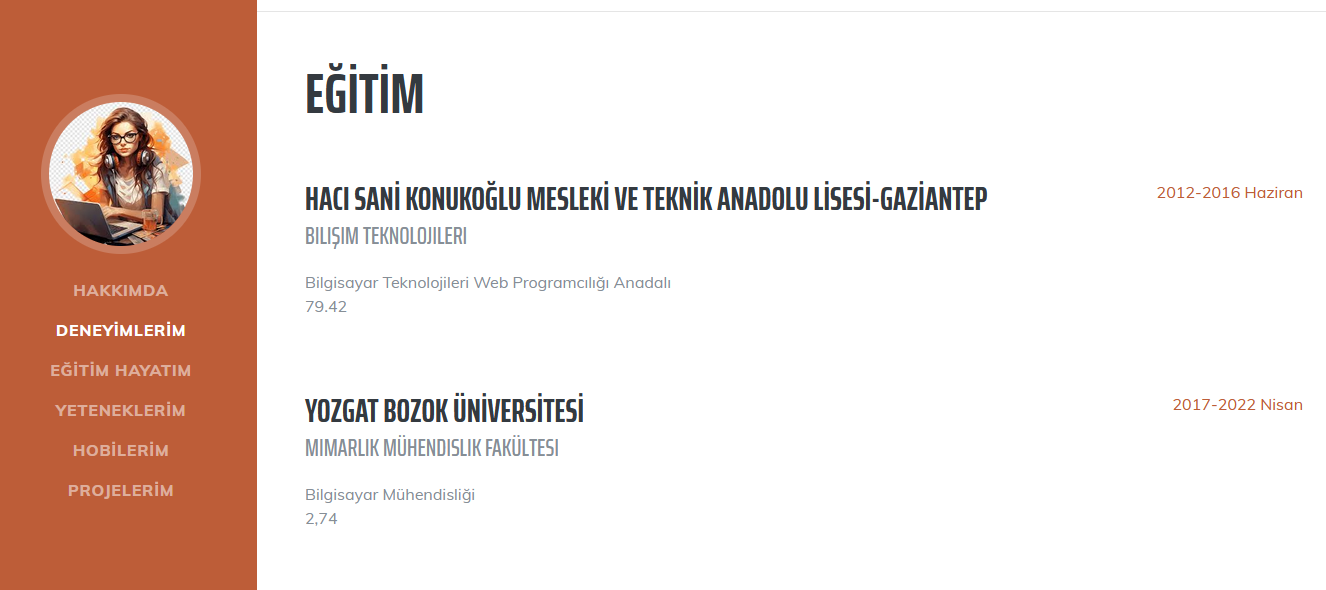 HAKKIMDA
DENEYİMLERİM
EĞİTİM HAYATIM
YETENEKLERİM
HOBİLERİM
PROJELERİM
EĞİTİM
HACI SANİ KONUKOĞLU MESLEKİ VE TEKNİK ANADOLU LİSESİ-GAZİANTEP
2012-2016 Haziran
BILIŞIM TEKNOLOJILERI
Bilgisayar Teknolojileri Web Programcılığı Anadalı
79.42
YOZGAT BOZOK ÜNİVERSİTESİ
2017-2022 Nisan
MIMARLIK MÜHENDISLIK FAKÜLTESI
Bilgisayar Mühendisliği
2,74